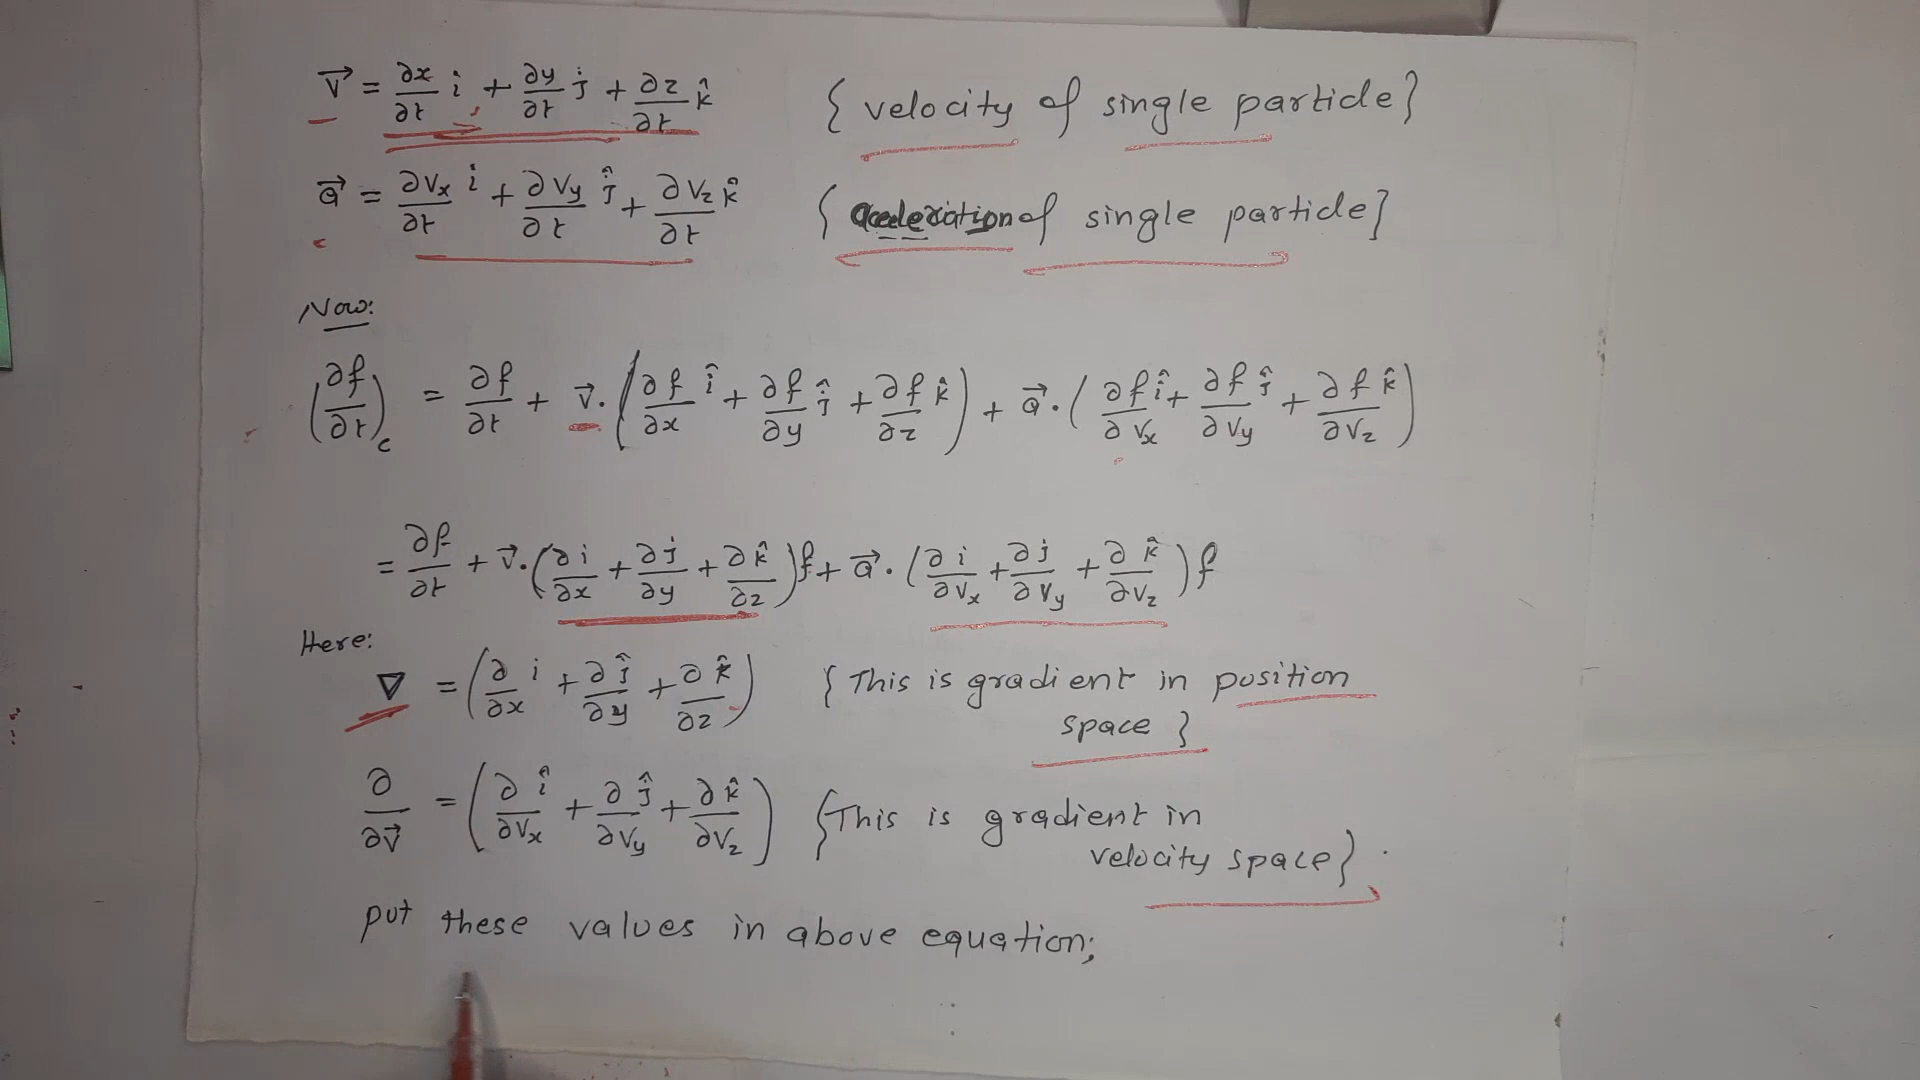 v⃗ = ∂x/∂t i + ∂y/∂t j + ∂z/∂t k̂ { velocity of single particle}
a⃗ = ∂Vx/∂t i + ∂Vy/∂t ĵ + ∂Vz/∂t k̂ { acceleration of single particle}
Now:
(∂f/∂t)c = ∂f/∂t + v⃗.(∂f/∂x î + ∂f/∂y ĵ + ∂f/∂z k̂) + a⃗.(∂f/∂Vx î + ∂f/∂Vy ĵ + ∂f/∂Vz k̂)
= ∂f/∂t + v⃗.(∂/∂x i + ∂/∂y j + ∂/∂z k̂)f + a⃗.(∂/∂Vx i + ∂/∂Vy j + ∂/∂Vz k̂)f
Here:
∇ = (∂/∂x i + ∂/∂y ĵ + ∂/∂z k̂) { This is gradient in position
space }
∂/∂v⃗ = (∂/∂Vx î + ∂/∂Vy ĵ + ∂/∂Vz k̂) {This is gradient in
velocity space}
put these values in above equation;